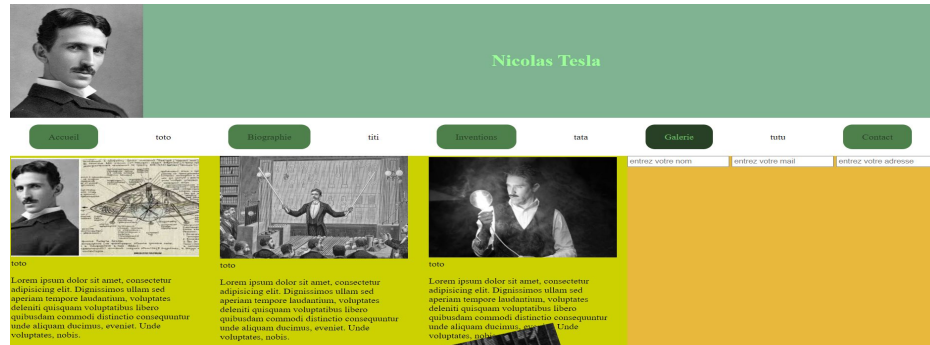 Nicolas Tesla
Accueil toto Biographie titi Inventions tata Galerie tutu Contact
entrez votre nom entrez votre mail entrez votre adresse
toto
Lorem ipsum dolor sit amet, consectetur
adipisicing elit. Dignissimos ullam sed
aperiam tempore laudantium, voluptates
deleniti quisquam voluptatibus libero
quibusdam commodi distinctio consequuntur
unde aliquam ducimus, eveniet. Unde
voluptates, nobis.
toto
Lorem ipsum dolor sit amet, consectetur
adipisicing elit. Dignissimos ullam sed
aperiam tempore laudantium, voluptates
deleniti quisquam voluptatibus libero
quibusdam commodi distinctio consequuntur
unde aliquam ducimus, eveniet. Unde
voluptates, nobis.
toto
Lorem ipsum dolor sit amet, consectetur
adipisicing elit. Dignissimos ullam sed
aperiam tempore laudantium, voluptates
deleniti quisquam voluptatibus libero
quibusdam commodi distinctio consequuntur
unde aliquam ducimus, Unde
voluptates,